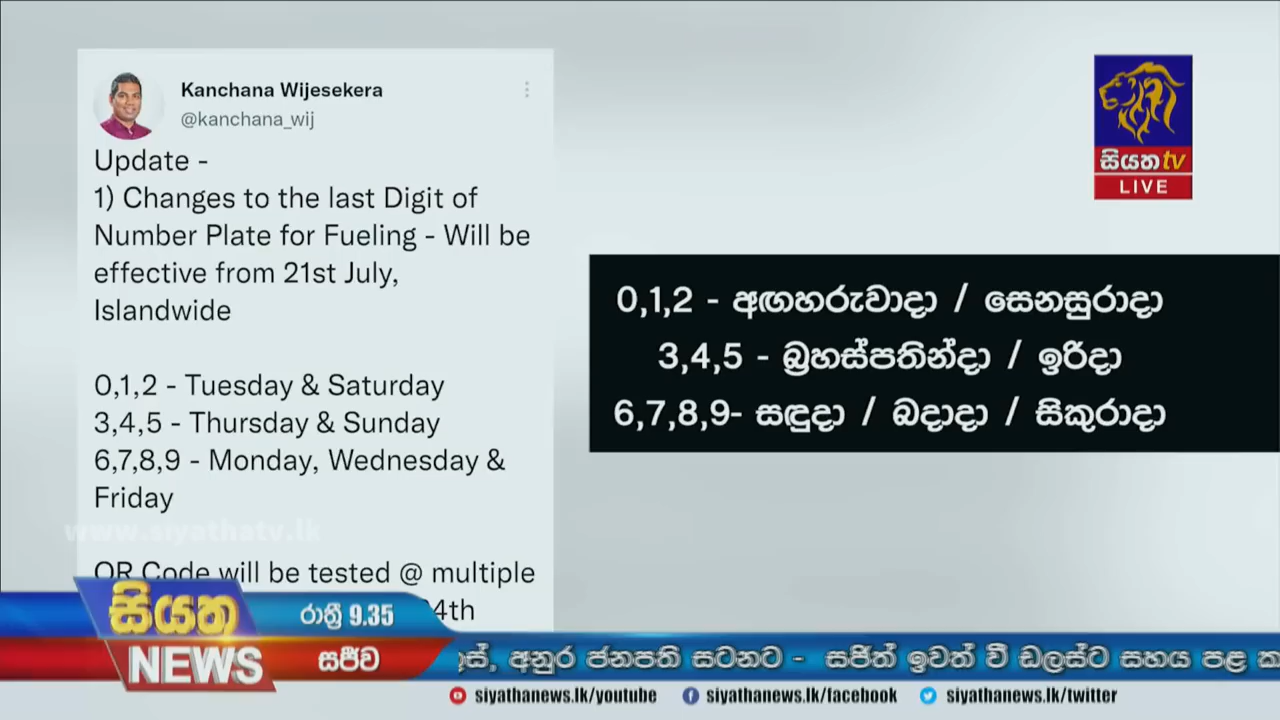 Kanchana Wijesekera
@kanchana_wij
Update -
1) Changes to the last Digit of
Number Plate for Fueling - Will be
effective from 21st July,
Islandwide
0,1,2 - Tuesday & Saturday
3,4,5 - Thursday & Sunday
6,7,8,9 - Monday, Wednesday &
Friday
QR Code will be tested @ multiple
4th
සියත tv
LIVE
0,1,2 - අඟහරුවාදා / සෙනසුරාදා
3,4,5 - බ්‍රහස්පතින්දා / ඉරිදා
6,7,8,9- සඳුදා / බදාදා / සිකුරාදා
www.siyathatv.lk
සියත
NEWS
රාත්‍රී 9.35
සජීව
අනුර ජනපති සටනට - සජිත් ඉවත් වී ඩලස්ට සහය පළ
siyathanews.lk/youtube siyathanews.lk/facebook siyathanews.lk/twitter